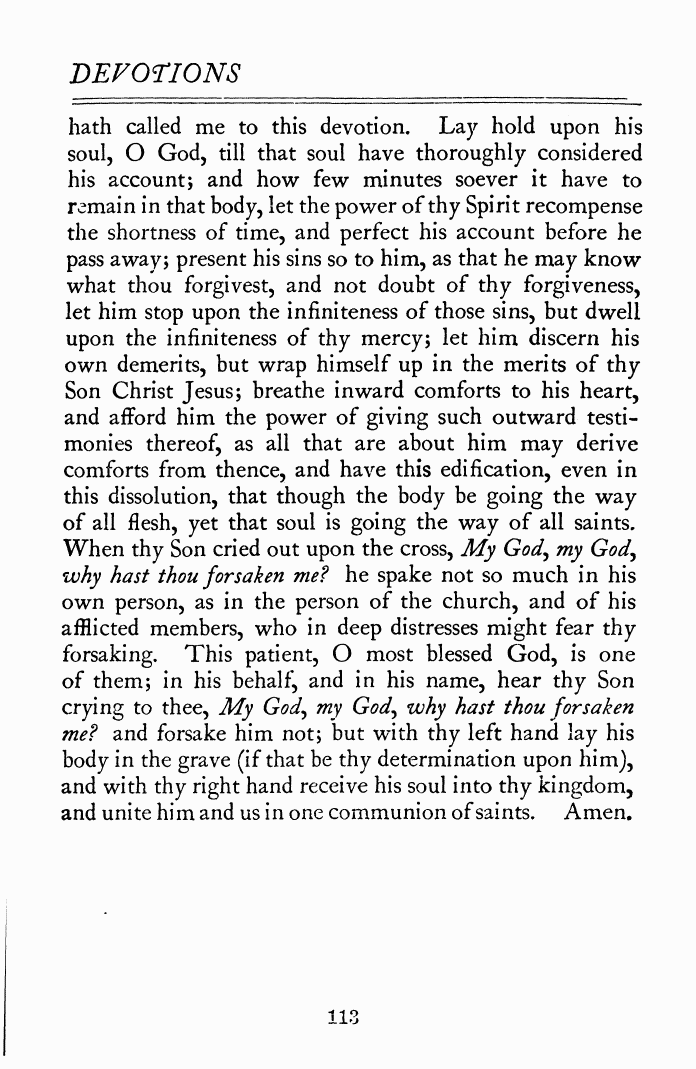 DEVOTIONS
hath called me to this devotion. Lay hold upon his
soul, O God, till that soul have thoroughly considered
his account; and how few minutes soever it have to
remain in that body, let the power of thy Spirit recompense
the shortness of time, and perfect his account before he
pass away; present his sins so to him, as that he may know
what thou forgivest, and not doubt of thy forgiveness,
let him stop upon the infiniteness of those sins, but dwell
upon the infiniteness of thy mercy; let him discern his
own demerits, but wrap himself up in the merits of thy
Son Christ Jesus; breathe inward comforts to his heart,
and afford him the power of giving such outward testi-
monies thereof, as all that are about him may derive
comforts from thence, and have this edification, even in
this dissolution, that though the body be going the way
of all flesh, yet that soul is going the way of all saints.
When thy Son cried out upon the cross, My God, my God,
why hast thou forsaken me? he spake not so much in his
own person, as in the person of the church, and of his
afflicted members, who in deep distresses might fear thy
forsaking. This patient, O most blessed God, is one
of them; in his behalf, and in his name, hear thy Son
crying to thee, My God, my God, why hast thou forsaken
me? and forsake him not; but with thy left hand lay his
body in the grave (if that be thy determination upon him),
and with thy right hand receive his soul into thy kingdom,
and unite him and us in one communion of saints. Amen.
113